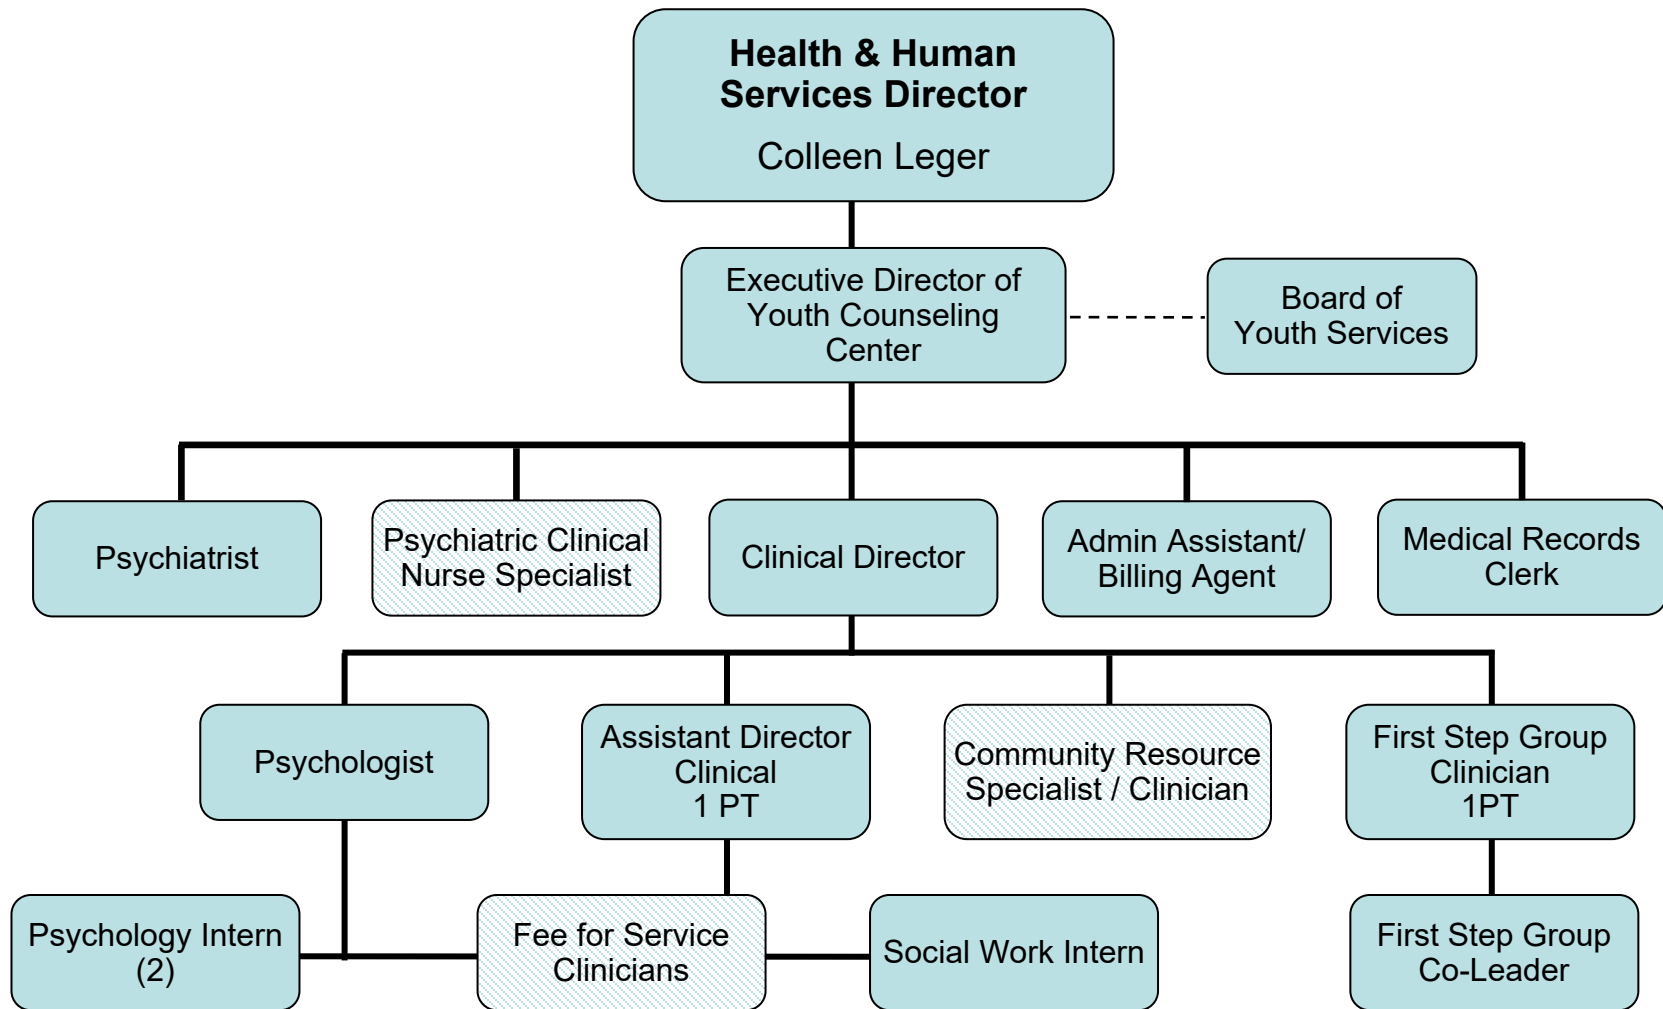 Health & Human
Services Director
Colleen Leger
Executive Director of
Youth Counseling
Center
Board of
Youth Services
Psychiatrist
Psychiatric Clinical
Nurse Specialist
Clinical Director
Admin Assistant/
Billing Agent
Medical Records
Clerk
Psychologist
Assistant Director
Clinical
1 PT
Community Resource
Specialist / Clinician
First Step Group
Clinician
1PT
Psychology Intern
(2)
Fee for Service
Clinicians
Social Work Intern
First Step Group
Co-Leader